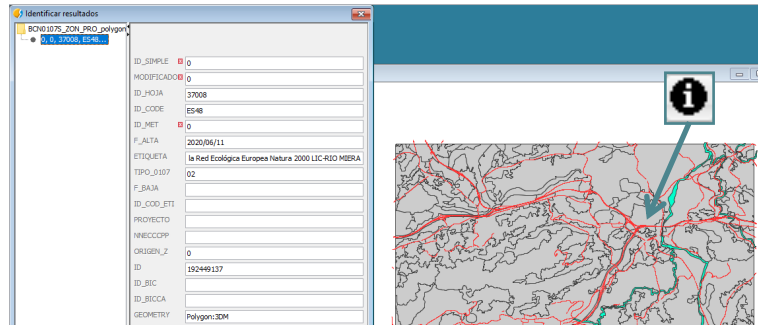 Identificar resultados
BCN0107S_ZON_PRO_polygon
0, 0, 37008, ES48...
ID_SIMPLE 0
MODIFICADO 0
ID_HOJA 37008
ID_CODE ES48
ID_MET 0
F_ALTA 2020/06/11
ETIQUETA la Red Ecológica Europea Natura 2000 LIC-RIO MIERA
TIPO_0107 02
F_BAJA
ID_COD_ETI
PROYECTO
NNECCCPP
ORIGEN_Z 0
ID 192449137
ID_BIC
ID_BICCA
GEOMETRY Polygon:3DM